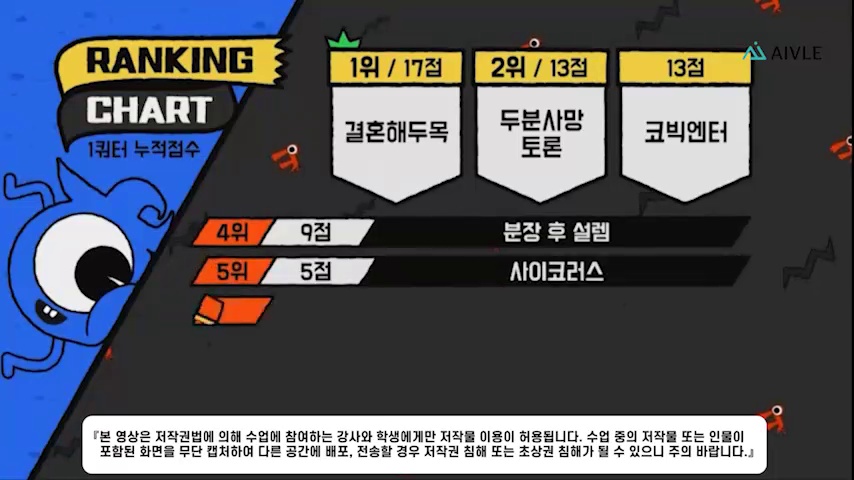 RANKING
CHART
1쿼터 누적점수
1위 / 17점
결혼해두목
2위 / 13점
두분사망
토론
13점
코빅엔터
AIVLE
4위 9점 분장 후 설렘
5위 5점 사이코러스
『본 영상은 저작권법에 의해 수업에 참여하는 강사와 학생에게만 저작물 이용이 허용됩니다. 수업 중의 저작물 또는 인물이
포함된 화면을 무단 캡처하여 다른 공간에 배포, 전송할 경우 저작권 침해 또는 초상권 침해가 될 수 있으니 주의 바랍니다.』